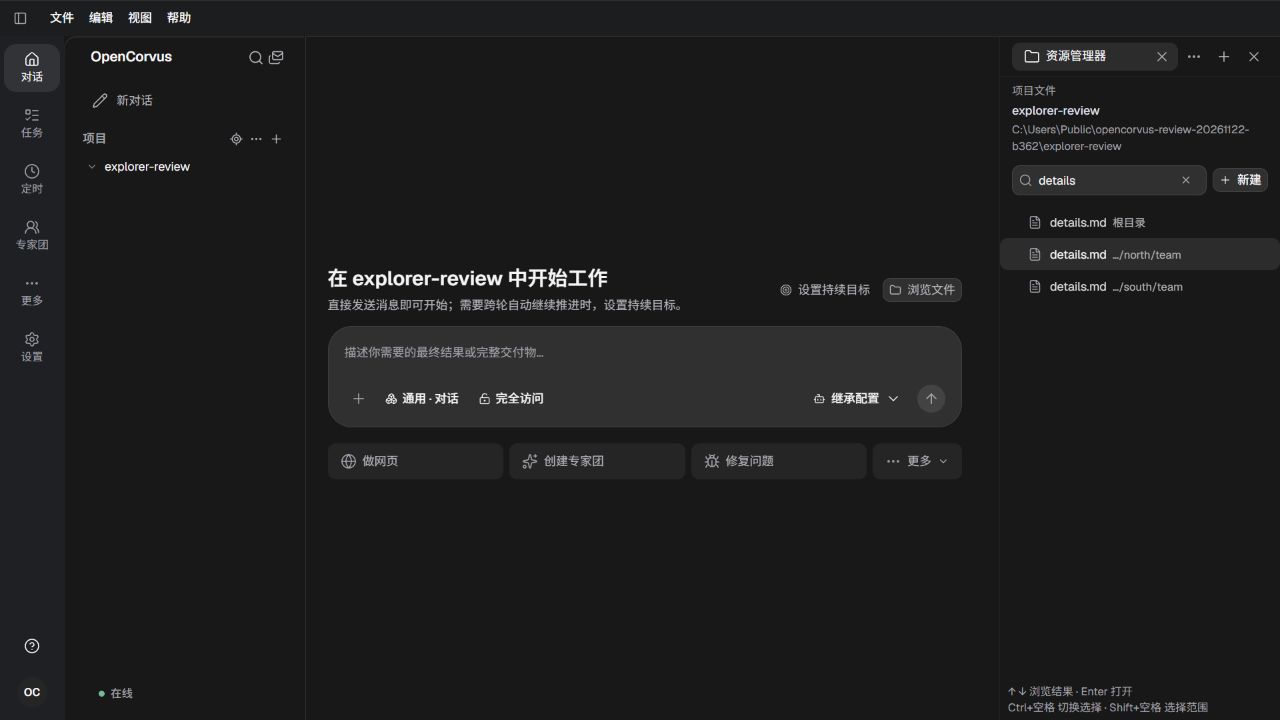 文件 编辑 视图 帮助
对话
任务
定时
专家团
更多
设置
OC
OpenCorvus
新对话
项目
explorer-review
在线
在 explorer-review 中开始工作
直接发送消息即可开始；需要跨轮自动继续推进时，设置持续目标。
设置持续目标 浏览文件
描述你需要的最终结果或完整交付物...
通用 · 对话 完全访问 继承配置
做网页 创建专家团 修复问题 更多
资源管理器
项目文件
explorer-review
C:\Users\Public\opencorvus-review-20261122-
b362\explorer-review
details 新建
details.md 根目录
details.md .../north/team
details.md .../south/team
↑↓ 浏览结果 · Enter 打开
Ctrl+空格 切换选择 · Shift+空格 选择范围